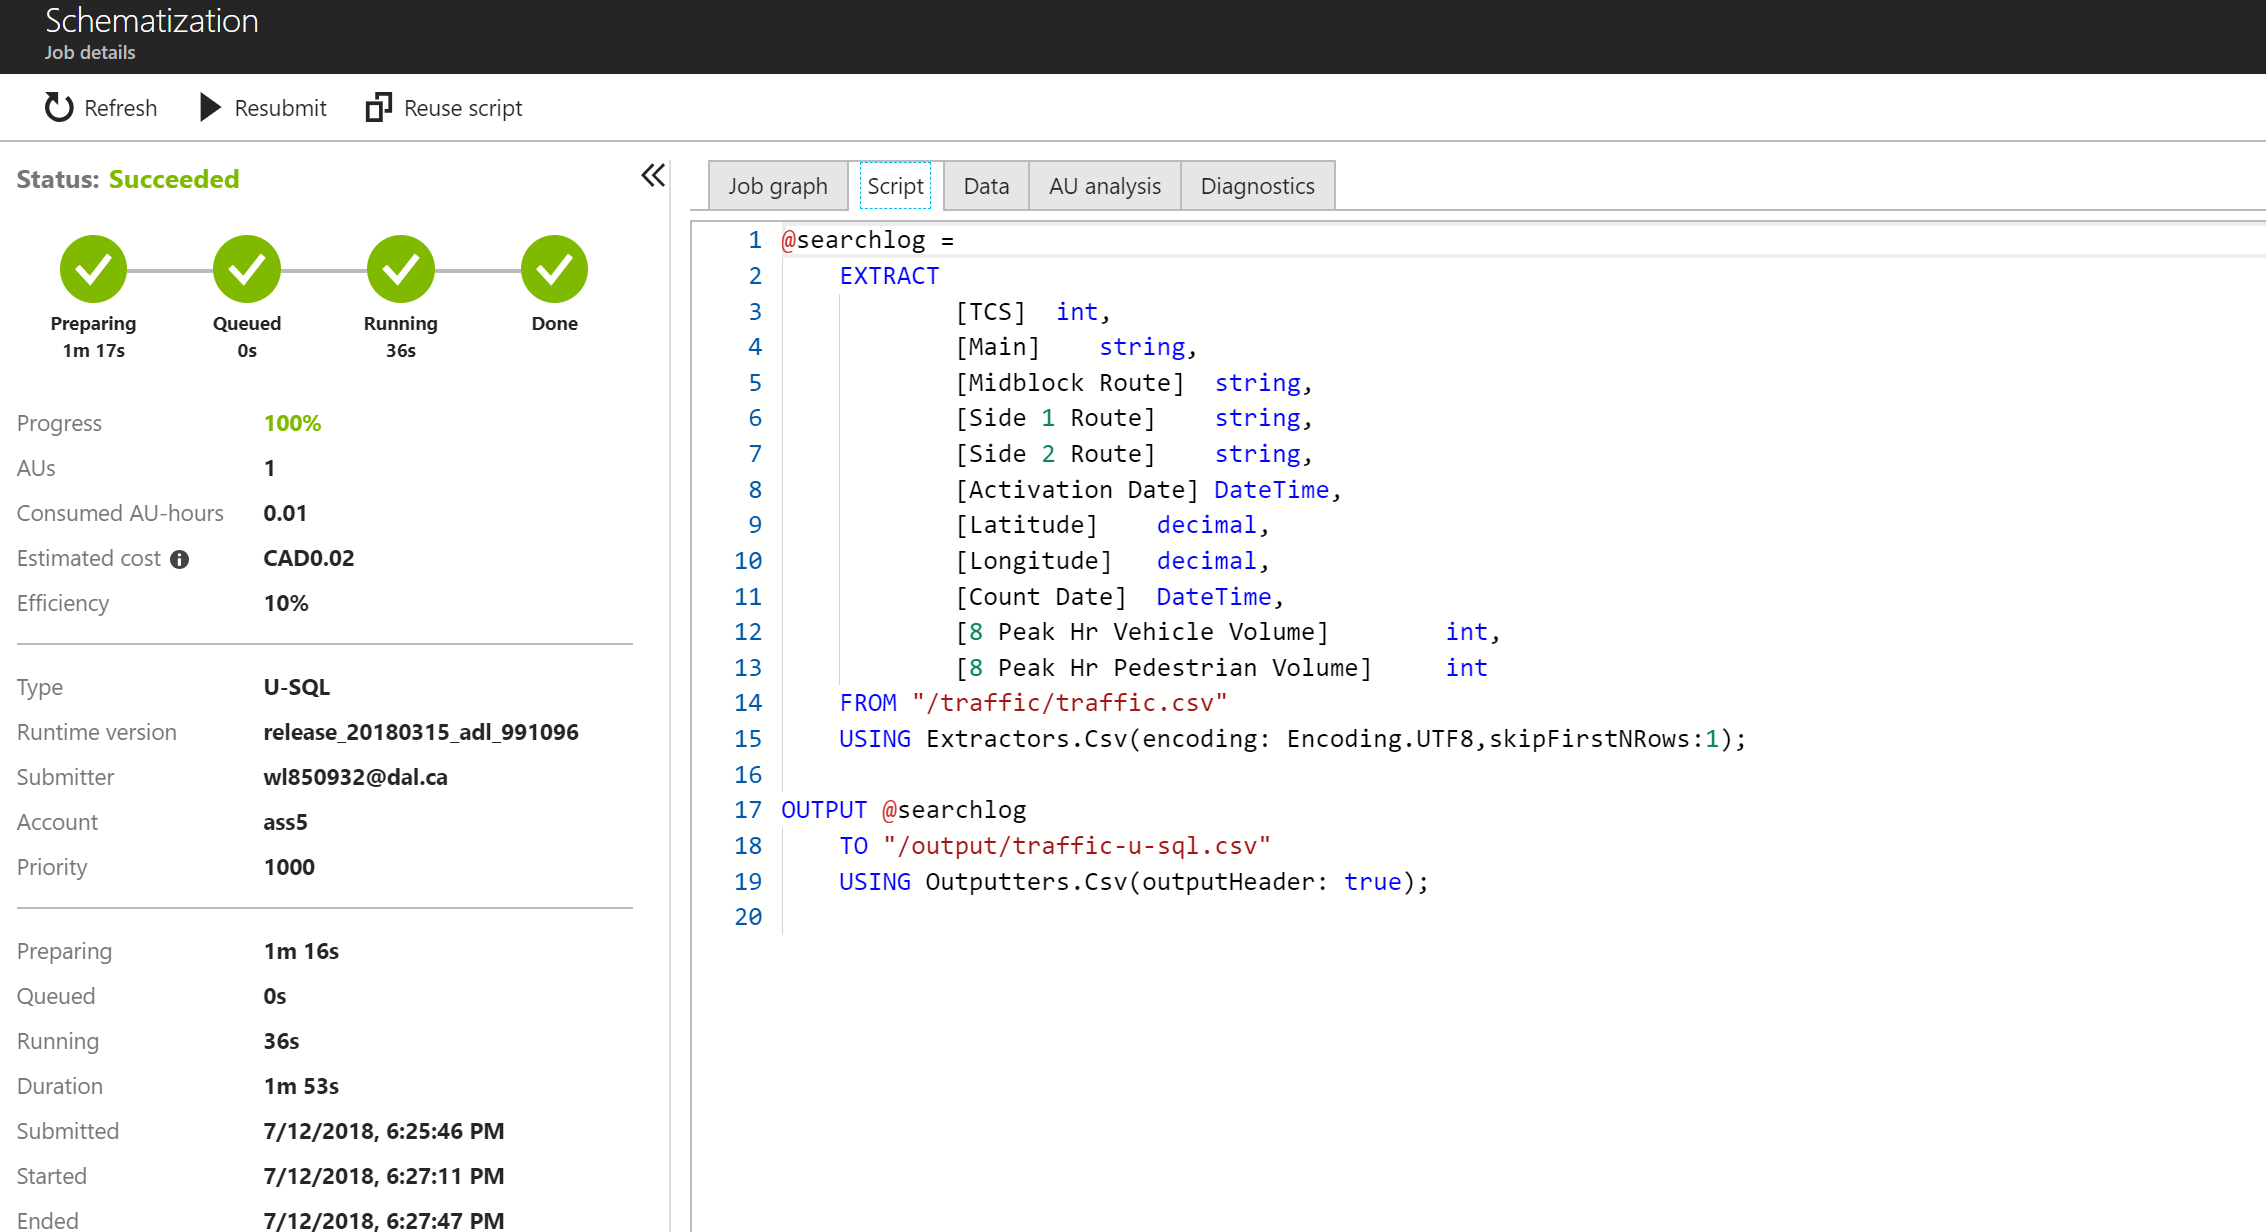 Schematization
Job details
Refresh Resubmit Reuse script
Status: Succeeded
Preparing Queued Running Done
1m 17s 0s 36s
Progress 100%
AUs 1
Consumed AU-hours 0.01
Estimated cost CAD0.02
Efficiency 10%
Type U-SQL
Runtime version release_20180315_adl_991096
Submitter wl850932@dal.ca
Account ass5
Priority 1000
Preparing 1m 16s
Queued 0s
Running 36s
Duration 1m 53s
Submitted 7/12/2018, 6:25:46 PM
Started 7/12/2018, 6:27:11 PM
Ended 7/12/2018, 6:27:47 PM
Job graph Script Data AU analysis Diagnostics
1 @searchlog =
2 EXTRACT
3 [TCS] int,
4 [Main] string,
5 [Midblock Route] string,
6 [Side 1 Route] string,
7 [Side 2 Route] string,
8 [Activation Date] DateTime,
9 [Latitude] decimal,
10 [Longitude] decimal,
11 [Count Date] DateTime,
12 [8 Peak Hr Vehicle Volume] int,
13 [8 Peak Hr Pedestrian Volume] int
14 FROM "/traffic/traffic.csv"
15 USING Extractors.Csv(encoding: Encoding.UTF8,skipFirstNRows:1);
16
17 OUTPUT @searchlog
18 TO "/output/traffic-u-sql.csv"
19 USING Outputters.Csv(outputHeader: true);
20